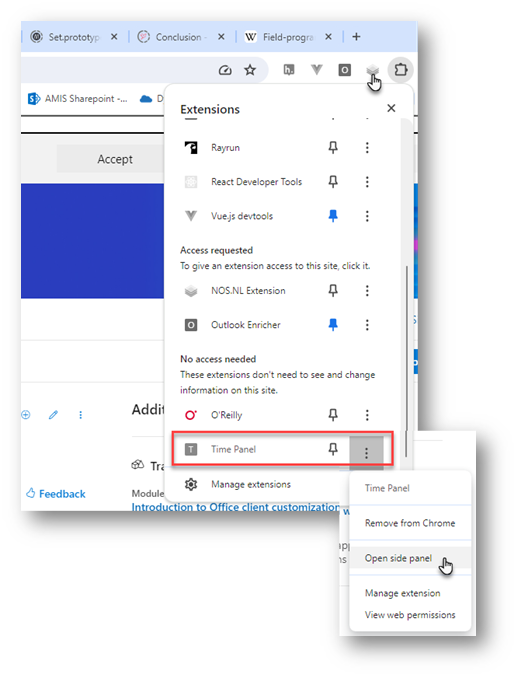 Set.prototyp
Conclusion -
W Field-progra
AMIS Sharepoint -...
D
Accept
Extensions
Rayrun
React Developer Tools
Vue.js devtools
Access requested
To give an extension access to this site, click it.
NOS.NL Extension
O Outlook Enricher
No access needed
These extensions don't need to see and change
information on this site.
O'Reilly
T Time Panel
Manage extensions
Addit
Tra
Feedback
Module
Introduction to Office client customization
w
Time Panel
Remove from Chrome
Open side panel
Manage extension
View web permissions